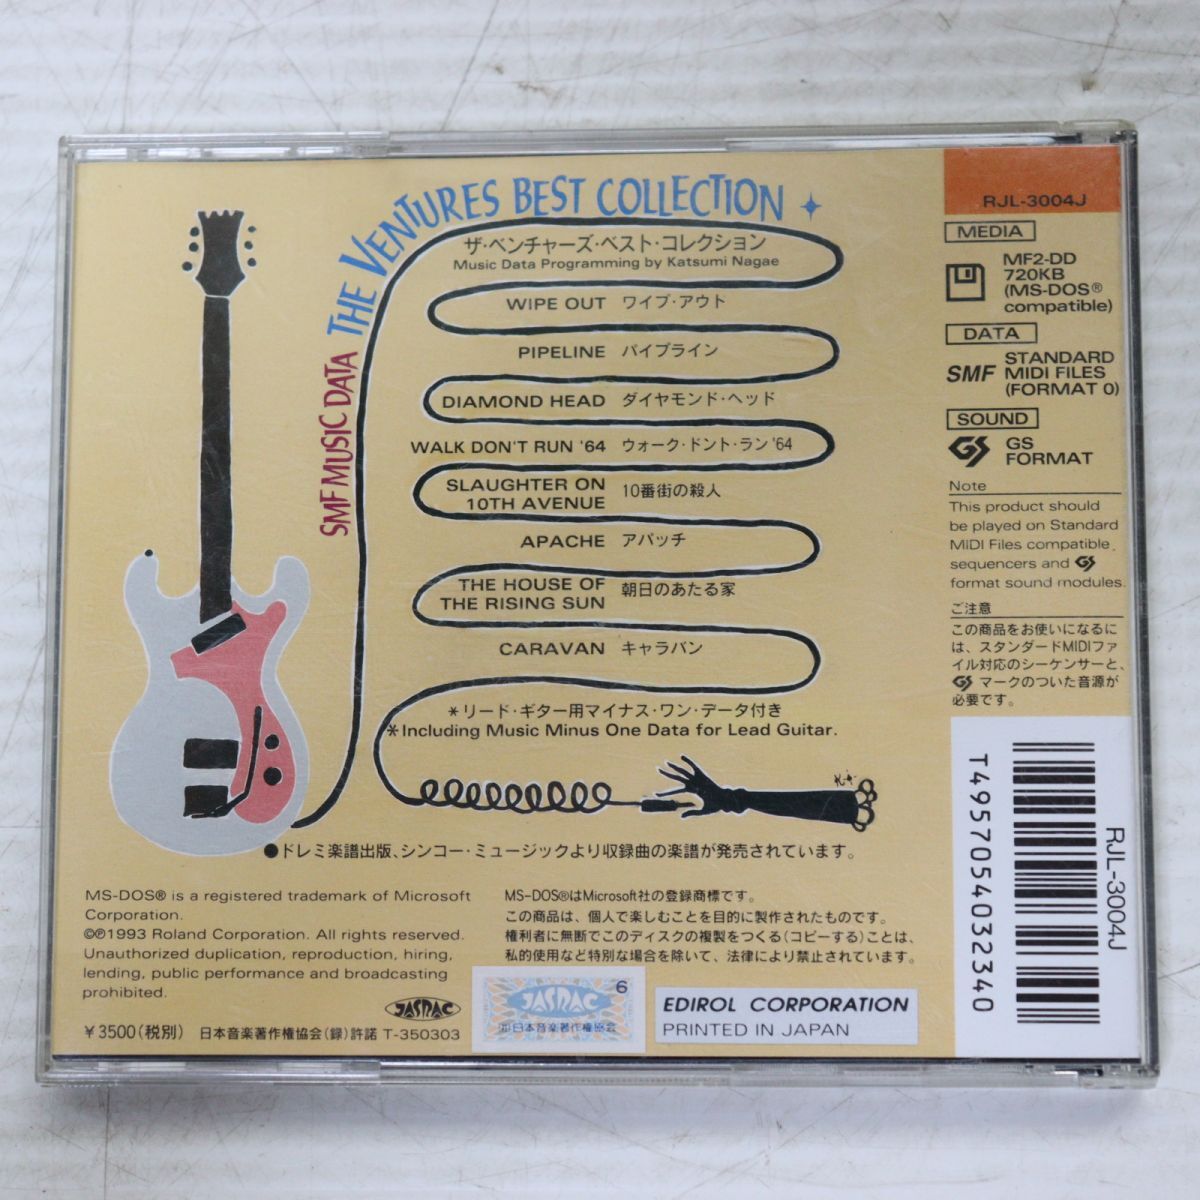 SMF MUSIC DATA THE VENTURES BEST COLLECTION
ザ・ベンチャーズ・ベスト・コレクション
Music Data Programming by Katsumi Nagae
WIPE OUT ワイプ・アウト
PIPELINE パイプライン
DIAMOND HEAD ダイヤモンド・ヘッド
WALK DON'T RUN '64 ウォーク・ドント・ラン '64
SLAUGHTER ON
10TH AVENUE 10番街の殺人
APACHE アパッチ
THE HOUSE OF
THE RISING SUN 朝日のあたる家
CARAVAN キャラバン
*リード・ギター用マイナス・ワン・データ付き
*Including Music Minus One Data for Lead Guitar.
●ドレミ楽譜出版、シンコー・ミュージックより収録曲の楽譜が発売されています。
MS-DOS® is a registered trademark of Microsoft
Corporation.
©℗1993 Roland Corporation. All rights reserved.
Unauthorized duplication, reproduction, hiring,
lending, public performance and broadcasting
prohibited.
MS-DOS®はMicrosoft社の登録商標です。
この商品は、個人で楽しむことを目的に製作されたものです。
権利者に無断でこのディスクの複製をつくる(コピーする)ことは、
私的使用など特別な場合を除いて、法律により禁止されています。
JASRAC
￥3500(税別) 日本音楽著作権協会(録)許諾 T-350303
JASRAC
6
EDIROL CORPORATION
PRINTED IN JAPAN
RJL-3004J
MEDIA
MF2-DD
720KB
(MS-DOS®
compatible)
DATA
SMF STANDARD
MIDI FILES
(FORMAT 0)
SOUND
GS GS
FORMAT
Note
This product should
be played on Standard
MIDI Files compatible
sequencers and GS
format sound modules.
ご注意
この商品をお使いになるに
は、スタンダードMIDIファ
イル対応のシーケンサーと、
GS マークのついた音源が
必要です。
T4957054032340
RJL-3004J